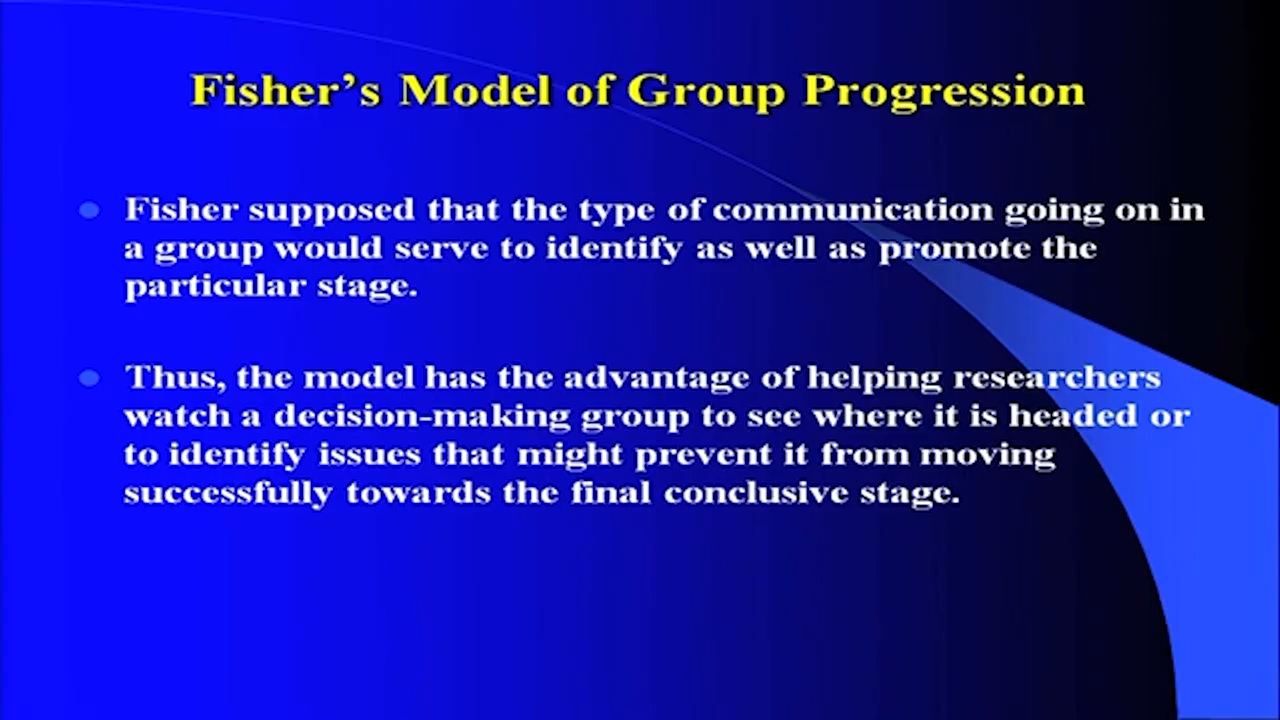 Fisher’s Model of Group Progression
Fisher supposed that the type of communication going on in
a group would serve to identify as well as promote the
particular stage.
Thus, the model has the advantage of helping researchers
watch a decision-making group to see where it is headed or
to identify issues that might prevent it from moving
successfully towards the final conclusive stage.